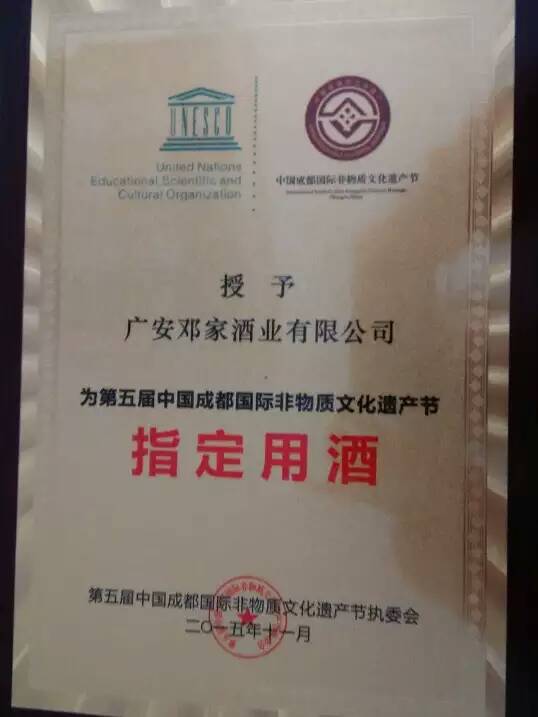 UNESCO
United Nations
Educational, Scientific and
Cultural Organization
中国成都国际非物质文化遗产节
授 予
广安邓家酒业有限公司
为第五届中国成都国际非物质文化遗产节
指定用酒
第五届中国成都国际非物质文化遗产节执委会
二〇一五年十一月